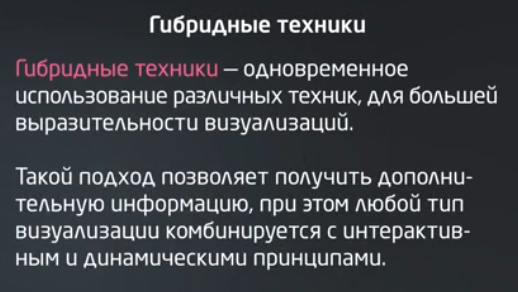 Гибридные техники
Гибридные техники – одновременное
использование различных техник, для большей
выразительности визуализаций.
Такой подход позволяет получить дополни-
тельную информацию, при этом любой тип
визуализации комбинируется с интерактив-
ным и динамическими принципами.